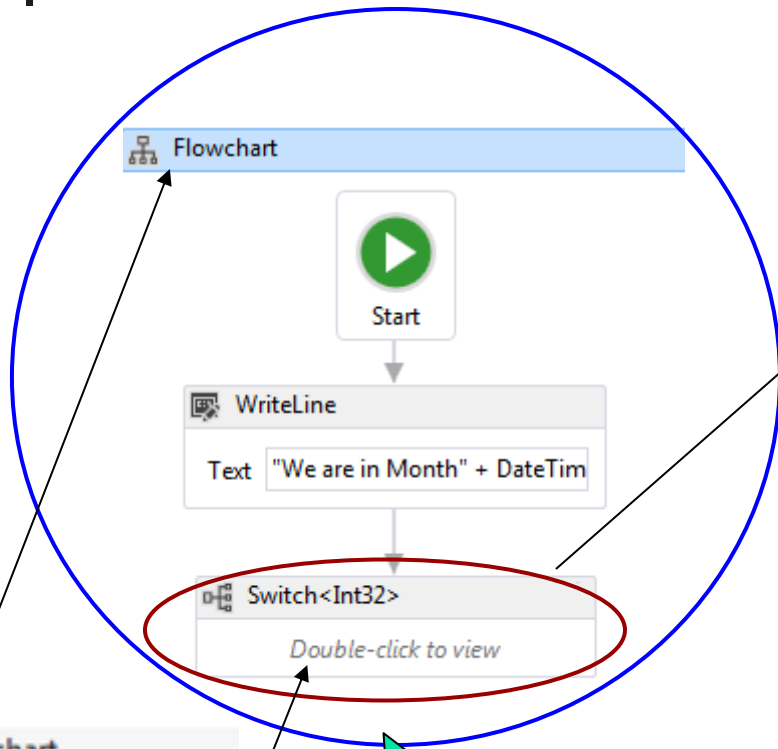 Flowchart
Start
WriteLine
Text "We are in Month" + DateTim
Switch<Int32>
Double-click to view